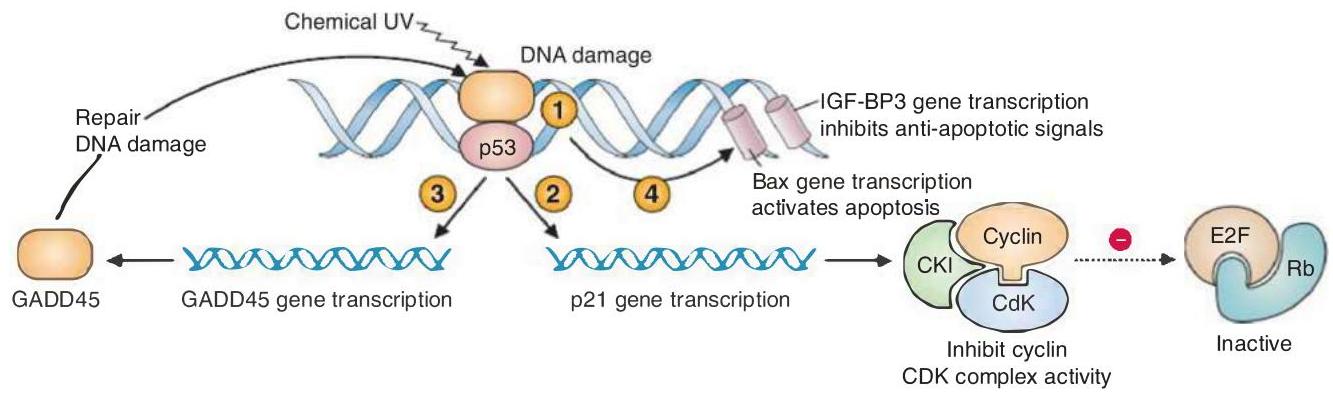 Chemical UV
DNA damage
1
IGF-BP3 gene transcription
inhibits anti-apoptotic signals
Repair
DNA damage
p53
3
2
4
Bax gene transcription
activates apoptosis
Cyclin
CKI
CdK
–
E2F
Rb
GADD45
GADD45 gene transcription
p21 gene transcription
Inhibit cyclin
CDK complex activity
Inactive